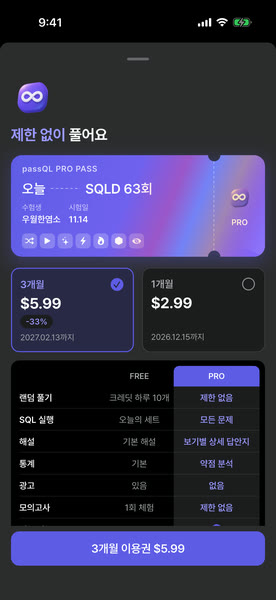 9:41
제한 없이 풀어요
passQL PRO PASS
오늘 SQLD 63회
수험생 시험일
우월한염소 11.14
PRO
3개월 1개월
$5.99 $2.99
-33%
2027.02.13까지 2026.12.15까지
FREE PRO
랜덤 풀기 크레딧 하루 10개 제한 없음
SQL 실행 오늘의 세트 모든 문제
해설 기본 해설 보기별 상세 답안지
통계 기본 약점 분석
광고 있음 없음
모의고사 1회 체험 제한 없음
3개월 이용권 $5.99